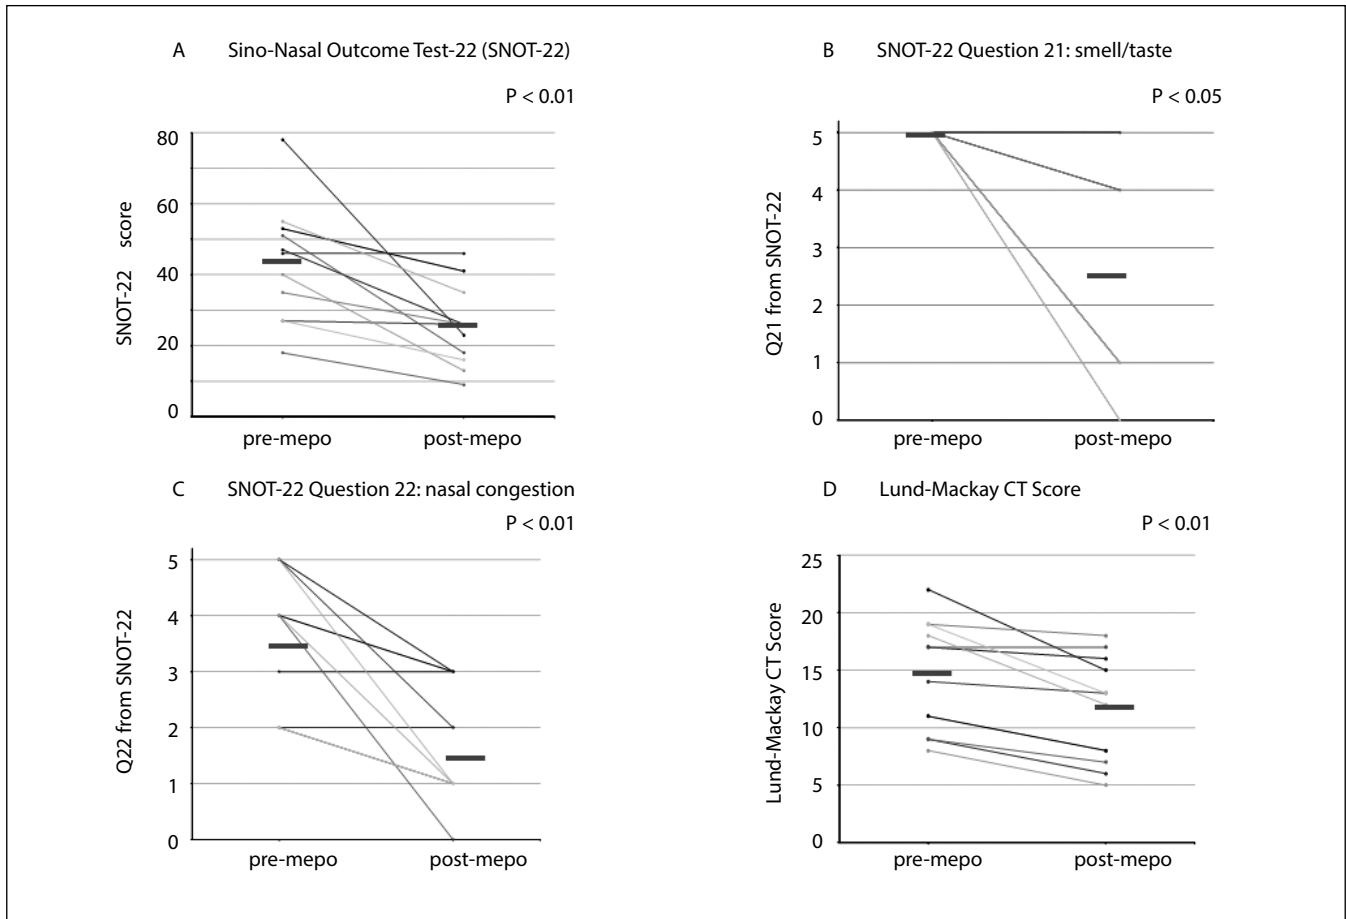 A Sino-Nasal Outcome Test-22 (SNOT-22)
P < 0.01
SNOT-22 score
80
60
40
20
0
pre-mepo post-mepo
B SNOT-22 Question 21: smell/taste
P < 0.05
Q21 from SNOT-22
5
4
3
2
1
0
pre-mepo post-mepo
C SNOT-22 Question 22: nasal congestion
P < 0.01
Q22 from SNOT-22
5
4
3
2
1
0
pre-mepo post-mepo
D Lund-Mackay CT Score
P < 0.01
Lund-Mackay CT Score
25
20
15
10
5
0
pre-mepo post-mepo